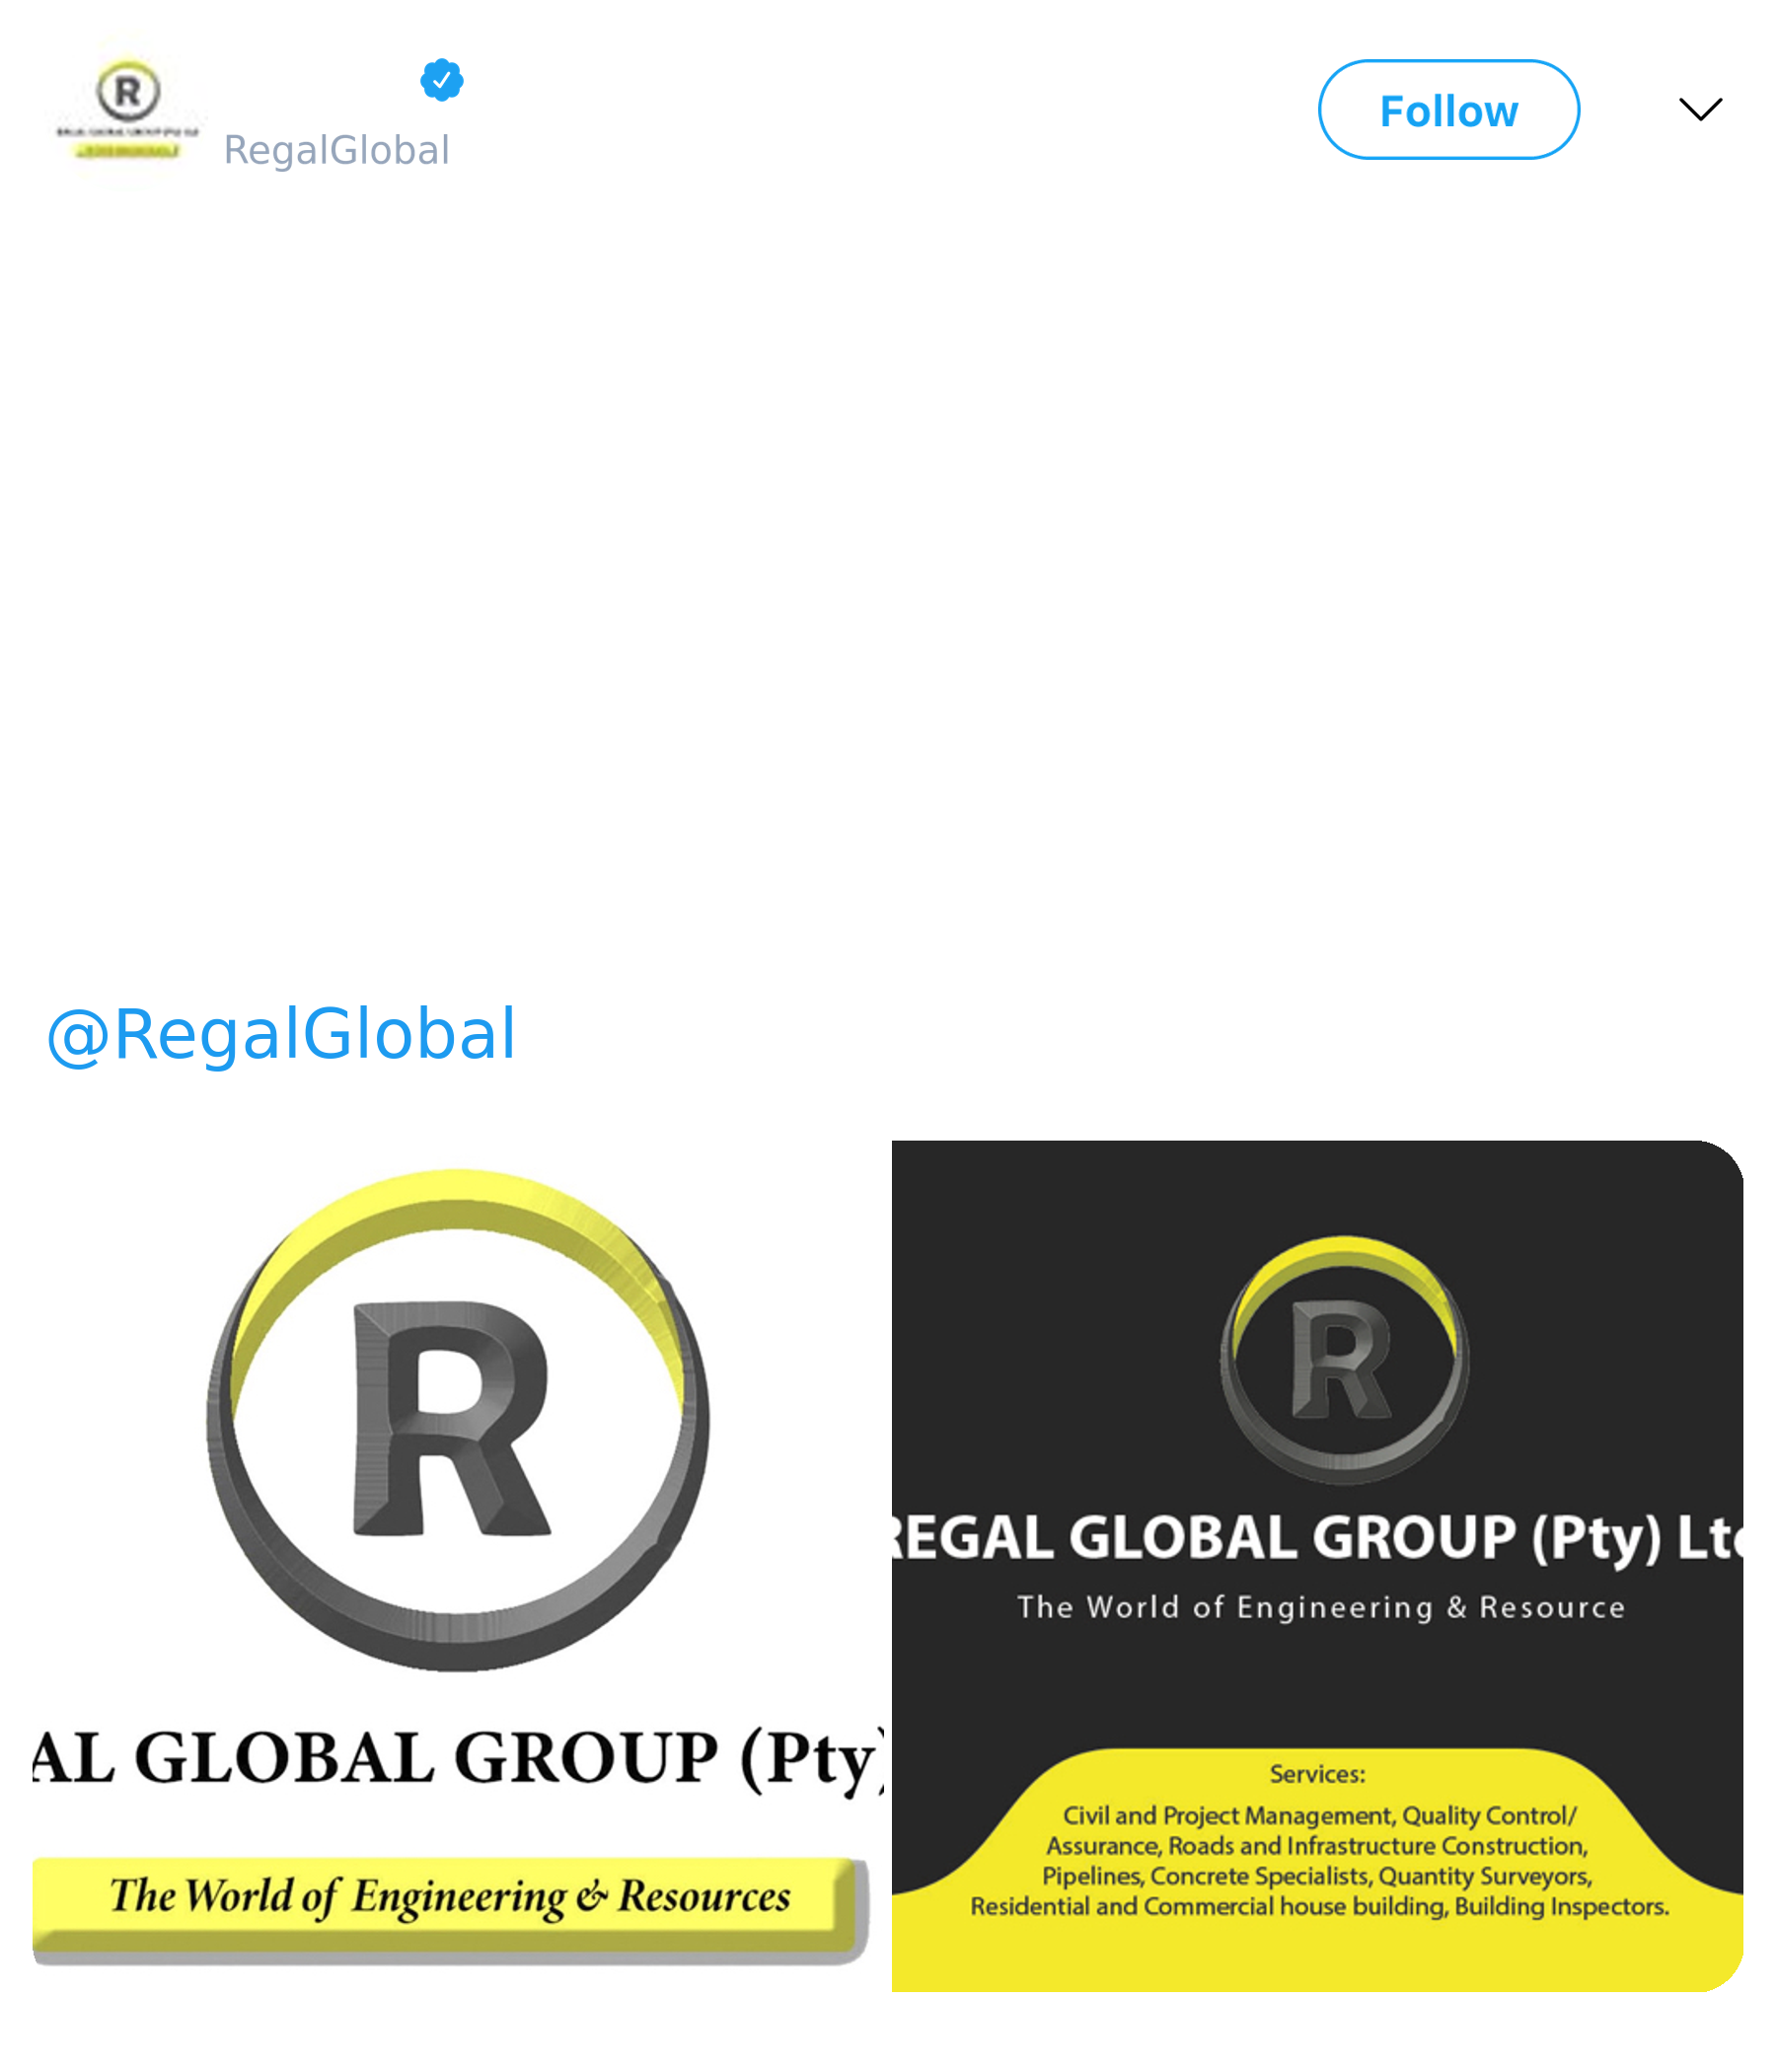 R
RegalGlobal
Follow
@RegalGlobal
R
AL GLOBAL GROUP (Pty)
The World of Engineering & Resources
R
REGAL GLOBAL GROUP (Pty) Ltd
The World of Engineering & Resource
Services:
Civil and Project Management, Quality Control/
Assurance, Roads and Infrastructure Construction,
Pipelines, Concrete Specialists, Quantity Surveyors,
Residential and Commercial house building, Building Inspectors.